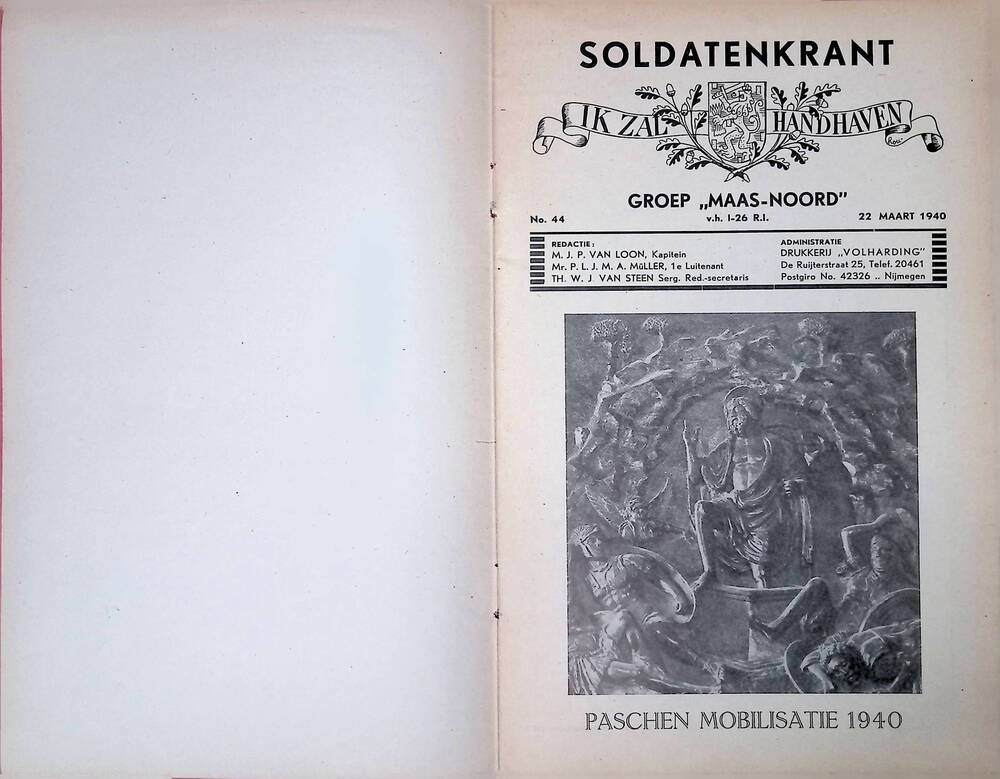 SOLDATENKRANT
IK ZAL HANDHAVEN
Rou.
GROEP „MAAS-NOORD”
No. 44 v.h. I-26 R.I. 22 MAART 1940
REDACTIE:
M. J. P. VAN LOON, Kapitein
Mr. P. L. J. M. A. MüLLER, 1e Luitenant
TH. W. J VAN STEEN Serg. Red.-secretaris
ADMINISTRATIE
DRUKKERIJ „VOLHARDING”
De Ruijterstraat 25, Telef. 20461
Postgiro No. 42326 .. Nijmegen
PASCHEN MOBILISATIE 1940